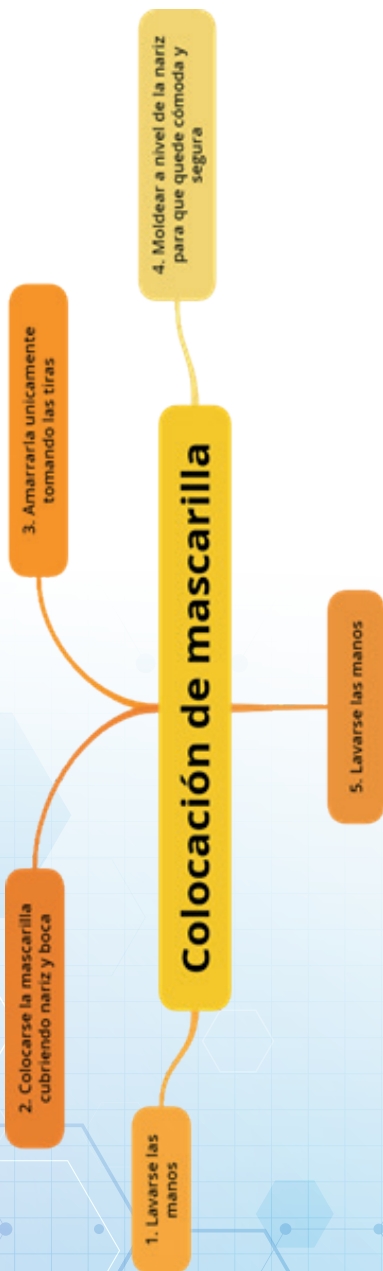 Colocación de mascarilla
1. Lavarse las
manos
2. Colocarse la mascarilla
cubriendo nariz y boca
3. Amarrarla unicamente
tomando las tiras
4. Moldear a nivel de la nariz
para que quede cómoda y
segura
5. Lavarse las manos